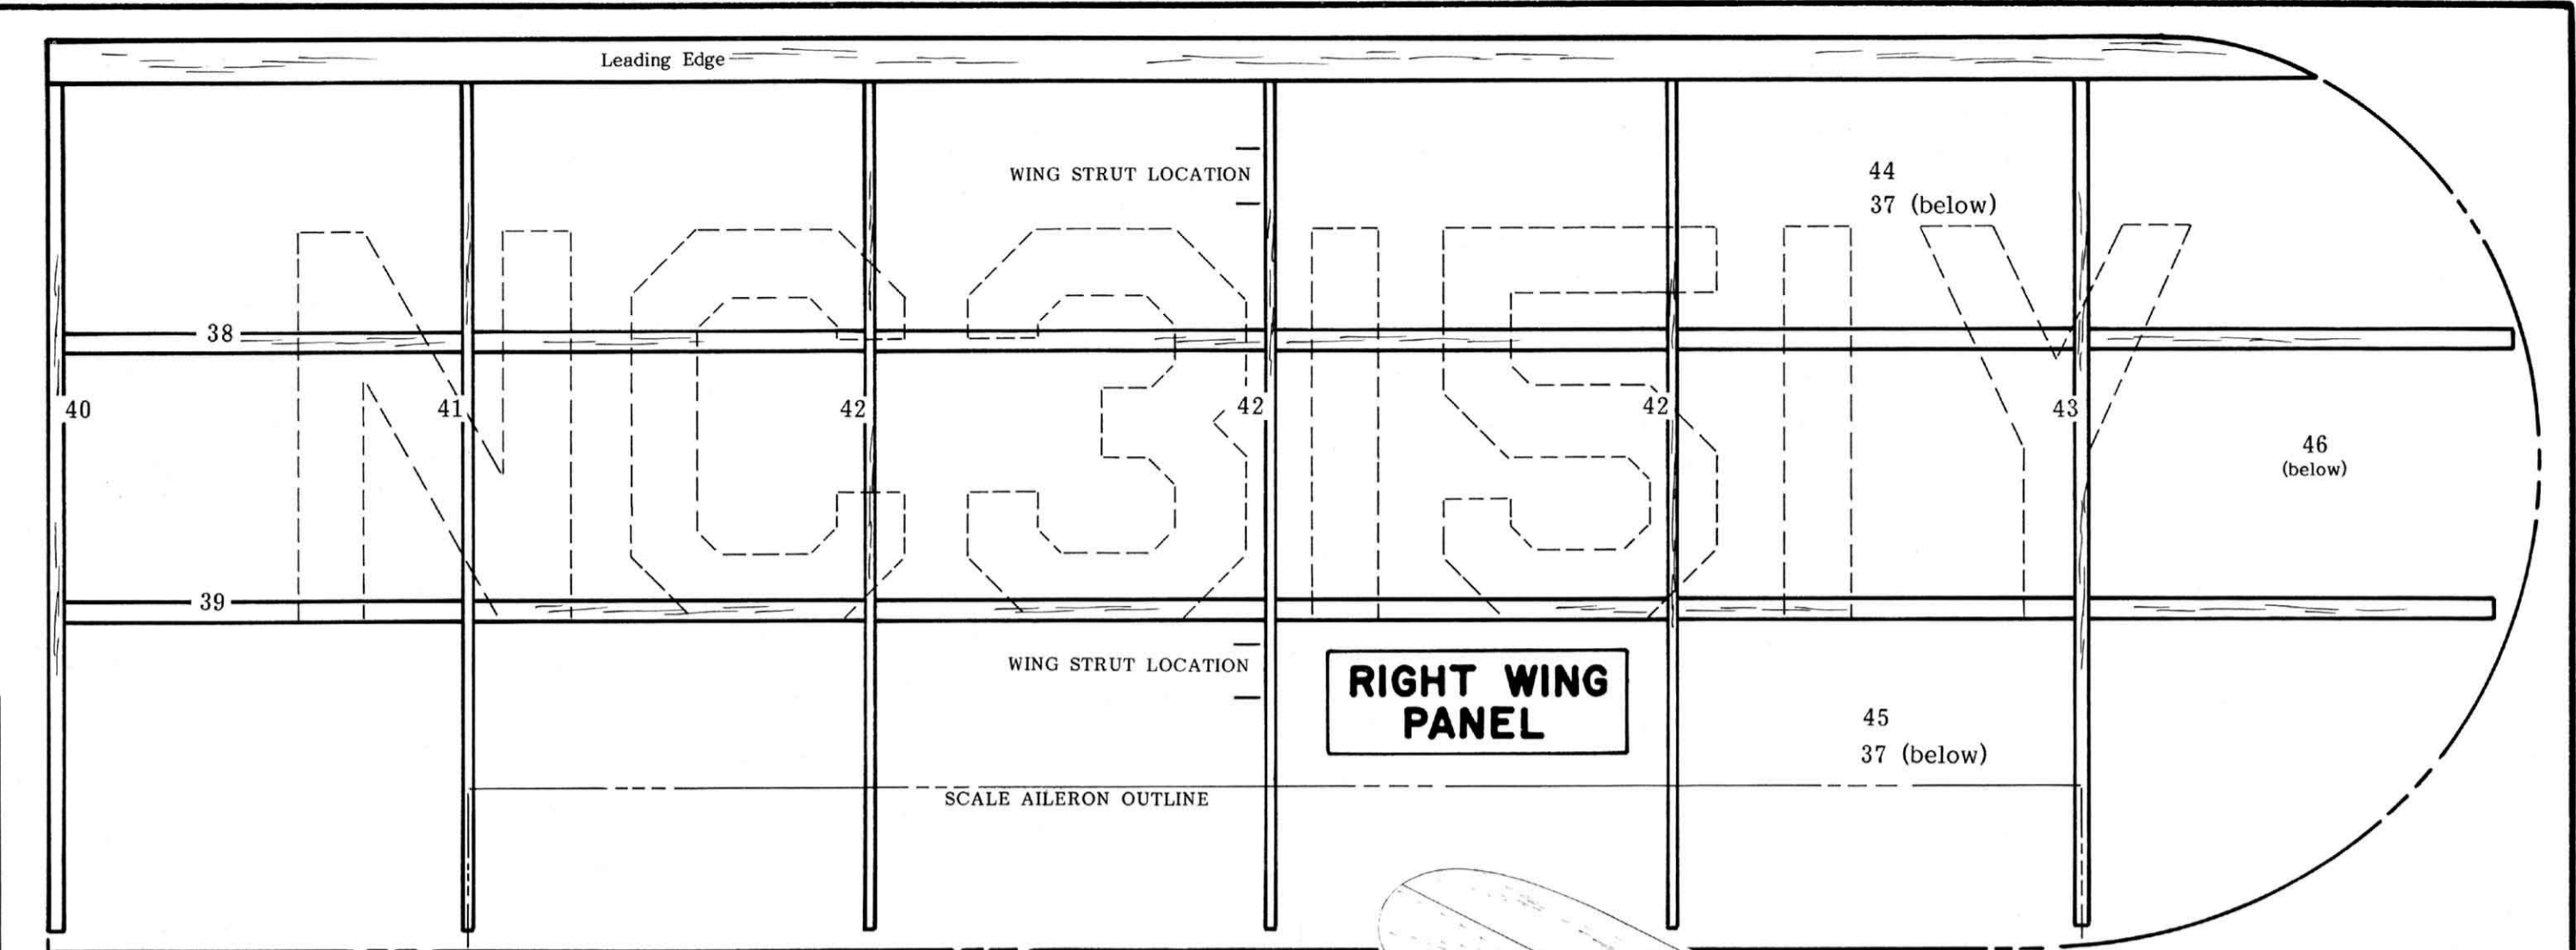 Leading Edge
WING STRUT LOCATION
44
37 (below)
NC3151Y
38
40
41
42
42
42
43
46
(below)
39
WING STRUT LOCATION
RIGHT WING
PANEL
45
37 (below)
SCALE AILERON OUTLINE